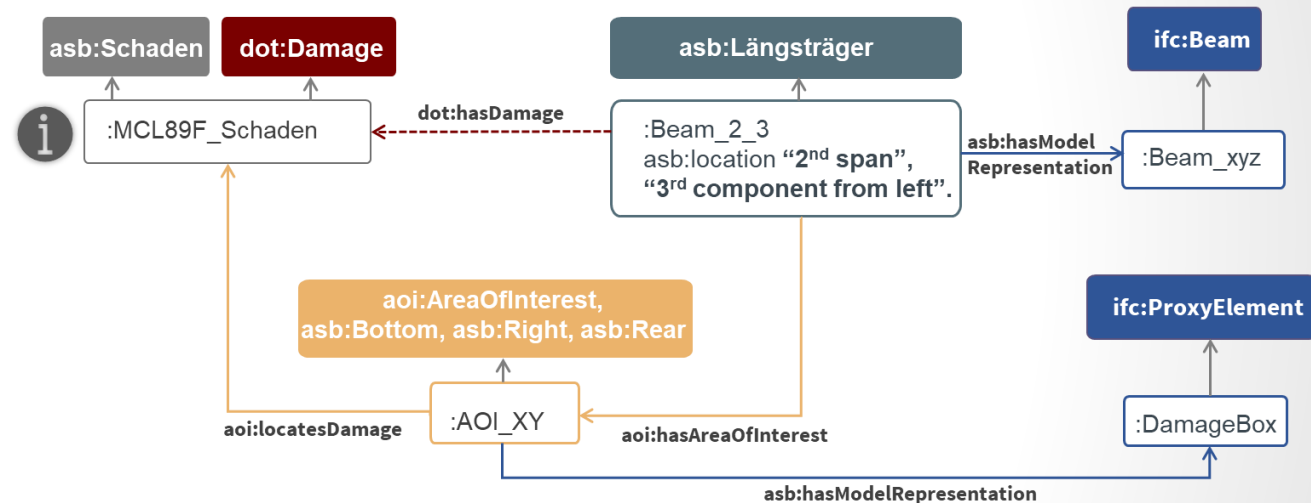 asb:Schaden
dot:Damage
asb:Längsträger
ifc:Beam
i
:MCL89F_Schaden
dot:hasDamage
:Beam_2_3
asb:location “2nd span”,
“3rd component from left”.
asb:hasModel
Representation
:Beam_xyz
aoi:AreaOfInterest,
asb:Bottom, asb:Right, asb:Rear
ifc:ProxyElement
:AOI_XY
aoi:locatesDamage
aoi:hasAreaOfInterest
:DamageBox
asb:hasModelRepresentation